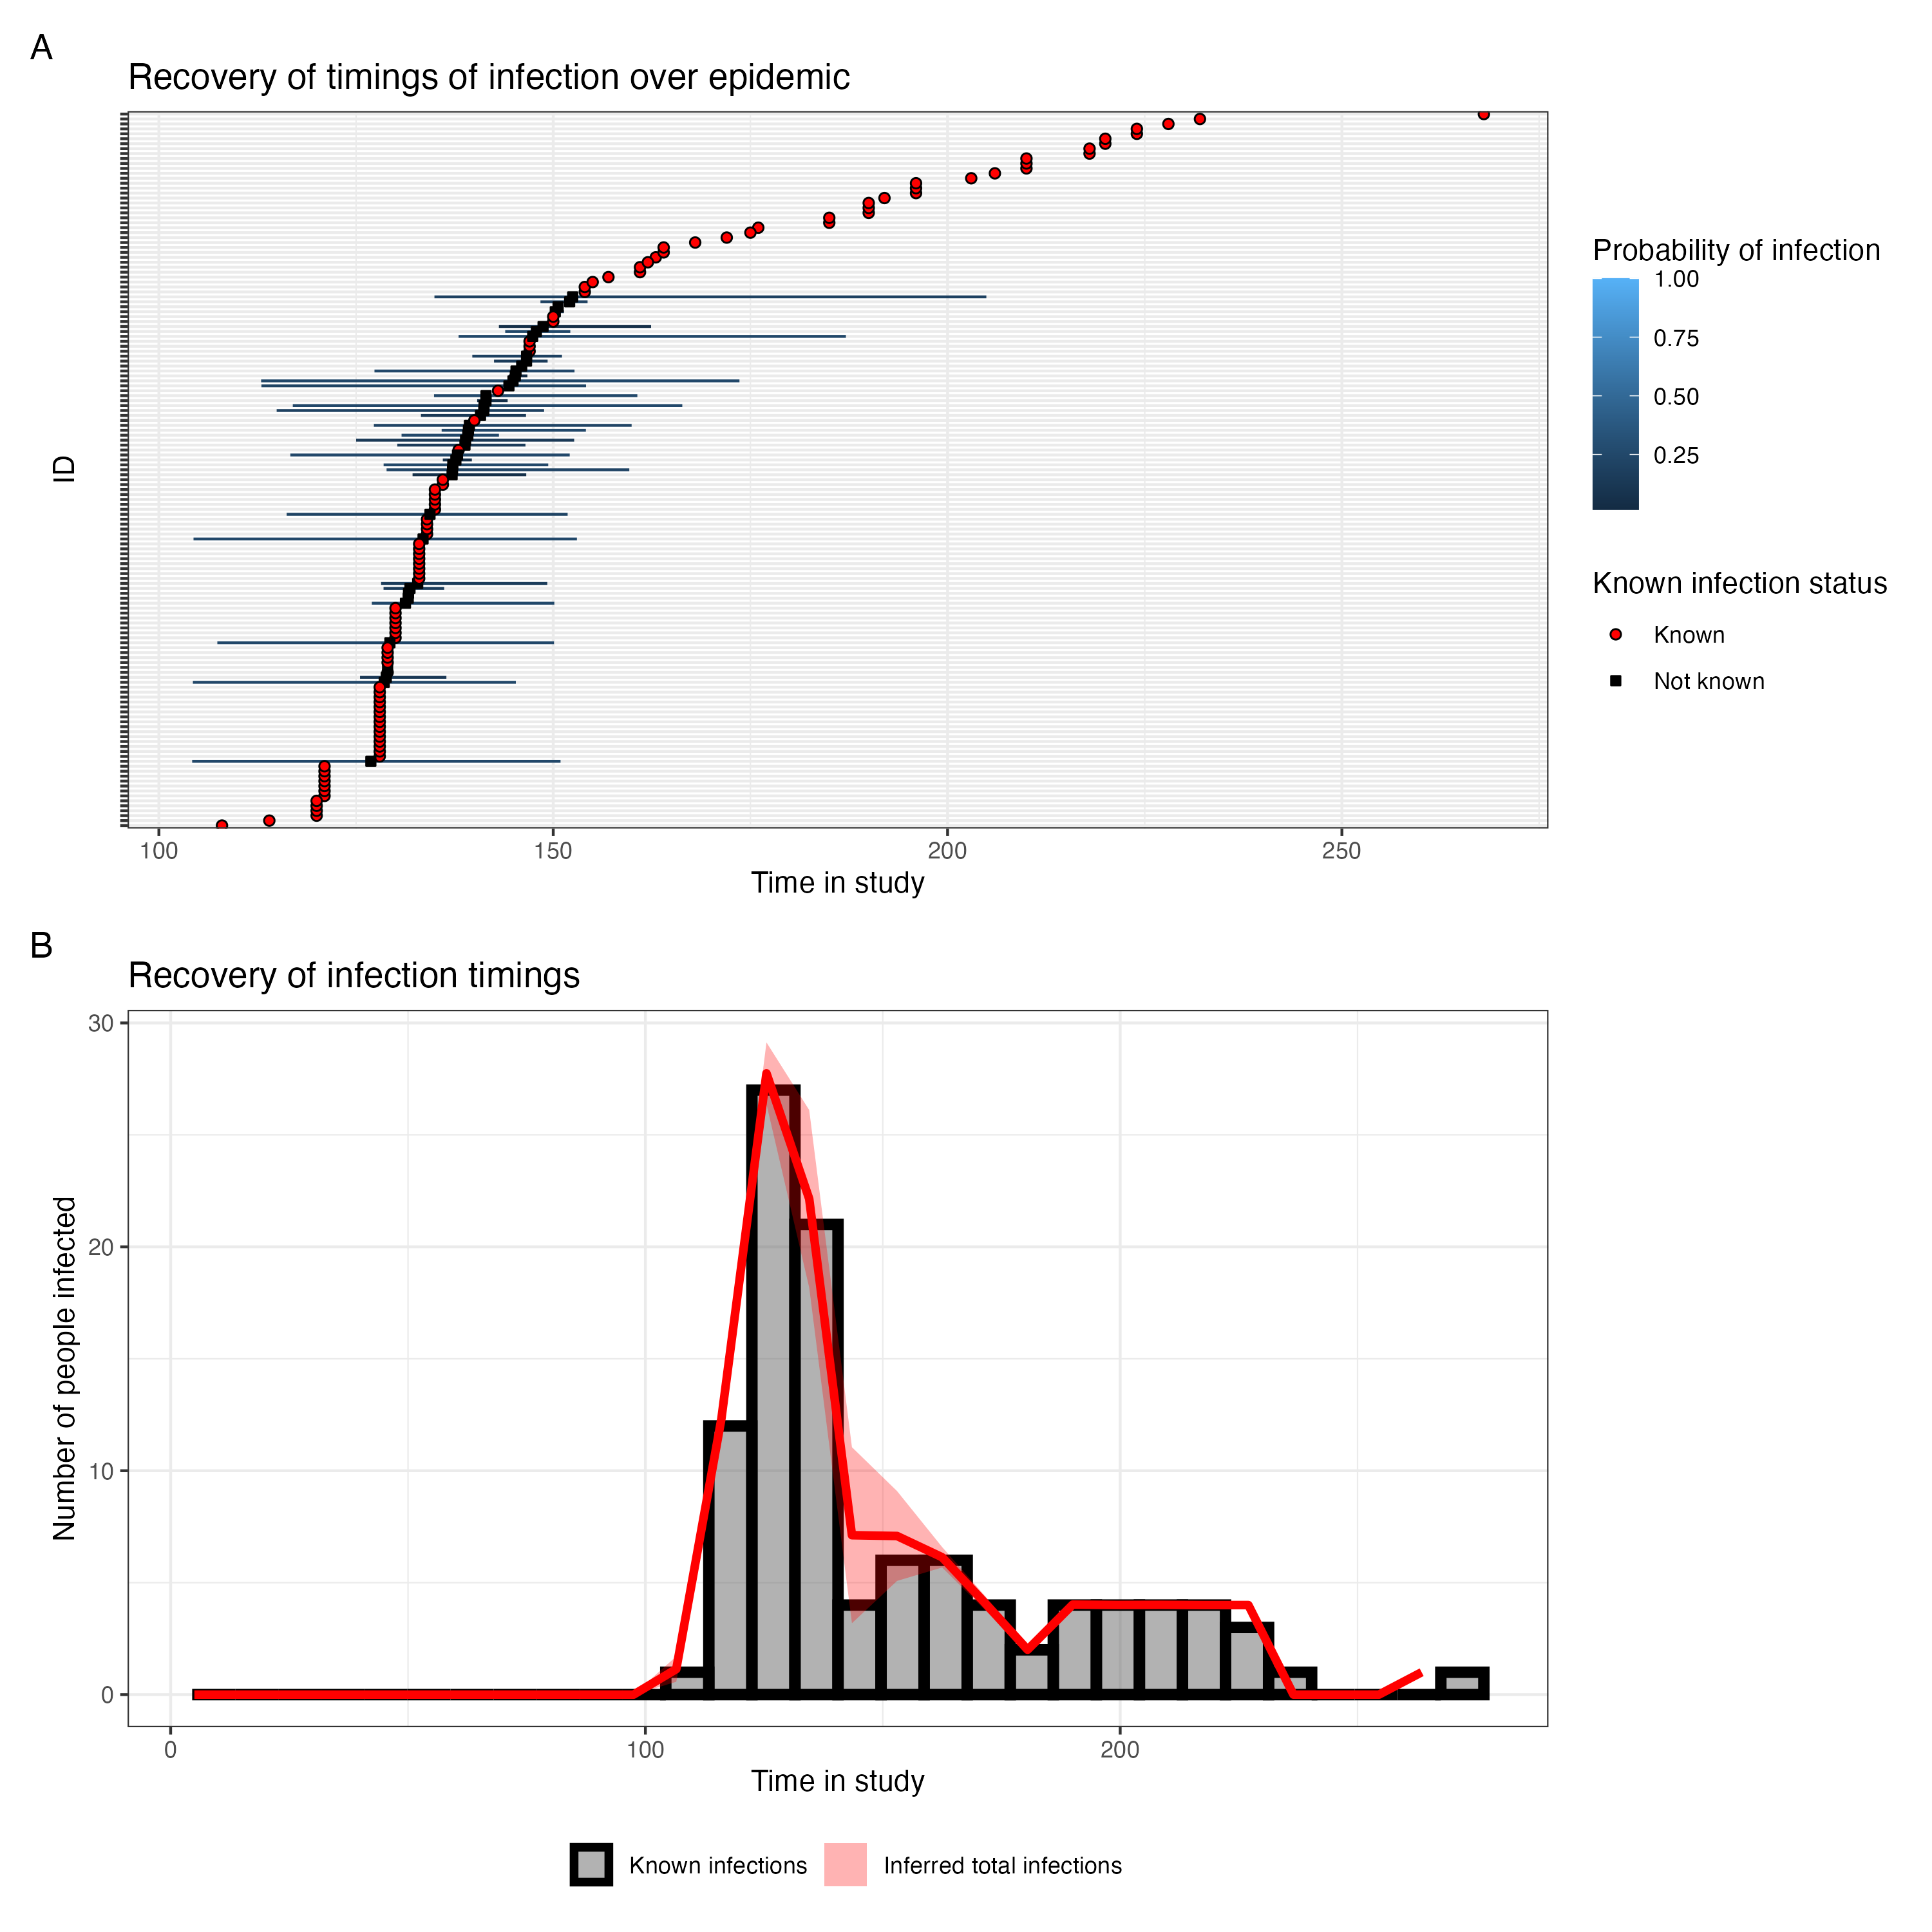 A
Recovery of timings of infection over epidemic
ID
100
150
200
250
Time in study
Probability of infection
1.00
0.75
0.50
0.25
Known infection status
Known
Not known
B
Recovery of infection timings
Number of people infected
30
20
10
0
0
100
200
Time in study
Known infections
Inferred total infections